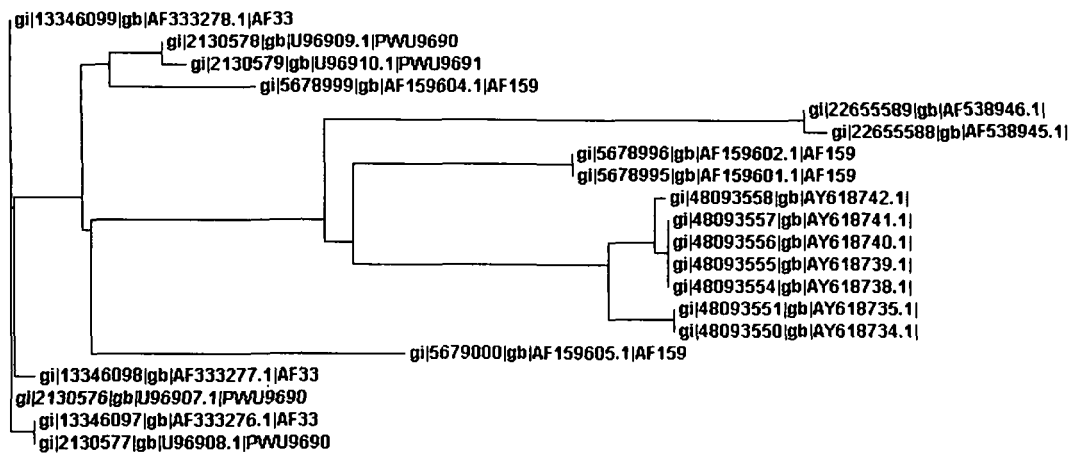 gi|13346099|gb|AF333278.1|AF33
gi|2130578|gb|U96909.1|PWU9690
gi|2130579|gb|U96910.1|PWU9691
gi|5678999|gb|AF159604.1|AF159
gi|22655589|gb|AF538946.1|
gi|22655588|gb|AF538945.1|
gi|5678996|gb|AF159602.1|AF159
gi|5678995|gb|AF159601.1|AF159
gi|48093558|gb|AY618742.1|
gi|48093557|gb|AY618741.1|
gi|48093556|gb|AY618740.1|
gi|48093555|gb|AY618739.1|
gi|48093554|gb|AY618738.1|
gi|48093551|gb|AY618735.1|
gi|48093550|gb|AY618734.1|
gi|5679000|gb|AF159605.1|AF159
gi|13346098|gb|AF333277.1|AF33
gi|2130576|gb|U96907.1|PWU9690
gi|13346097|gb|AF333276.1|AF33
gi|2130577|gb|U96908.1|PWU9690